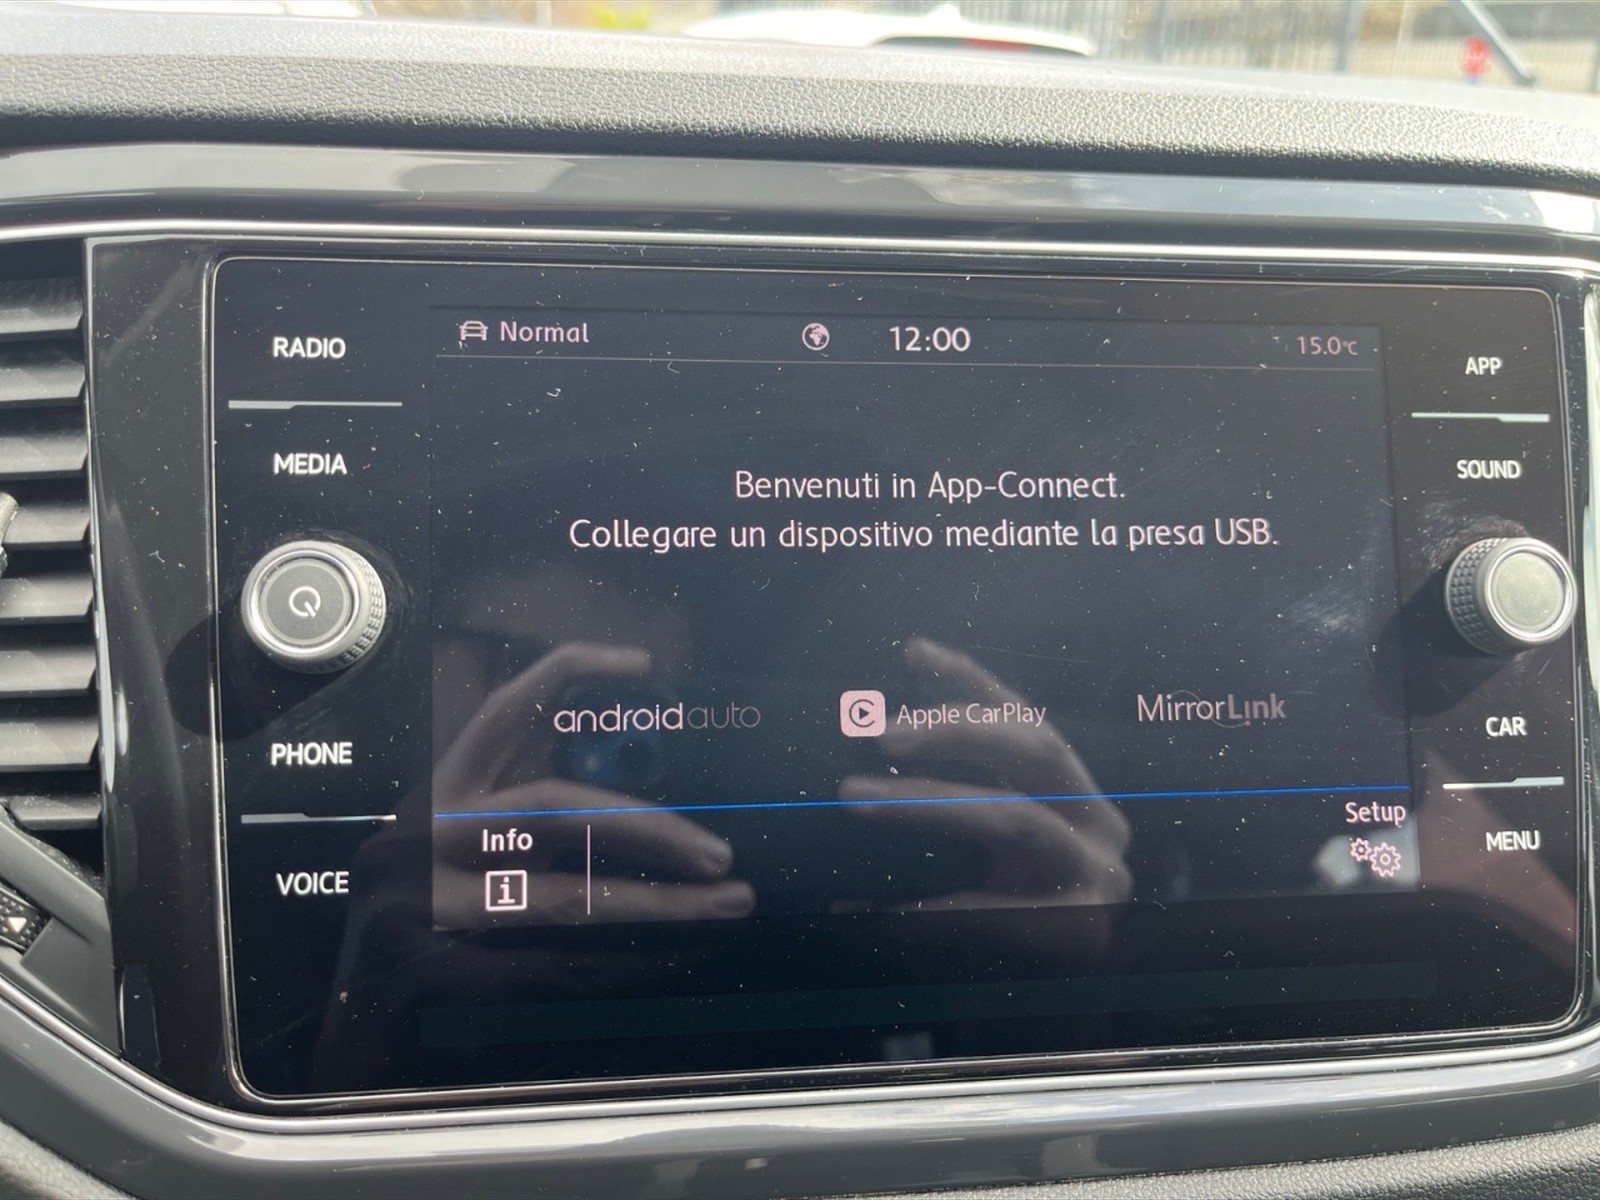 RADIO
MEDIA
PHONE
VOICE
Normal
12:00
15.0°C
Benvenuti in App-Connect.
Collegare un dispositivo mediante la presa USB.
androidauto
Apple CarPlay
MirrorLink
Info
i
Setup
APP
SOUND
CAR
MENU